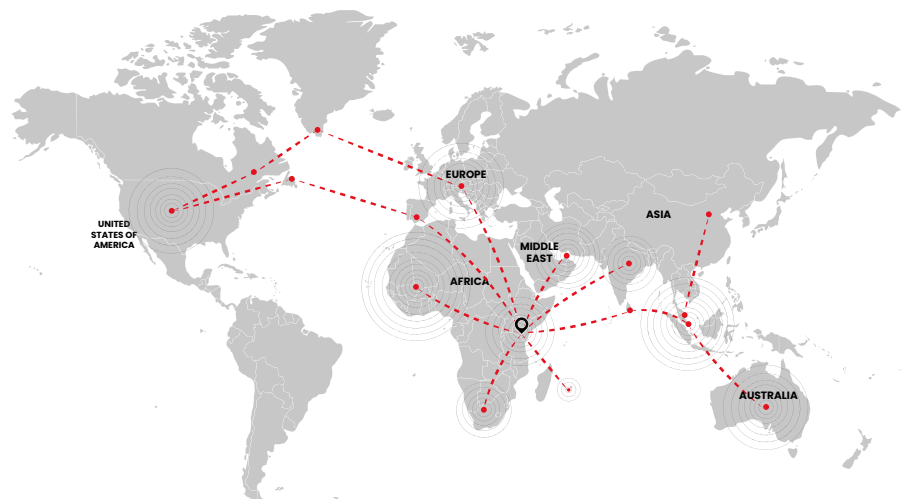 EUROPE
ASIA
UNITED
STATES OF
AMERICA
MIDDLE
EAST
AFRICA
AUSTRALIA